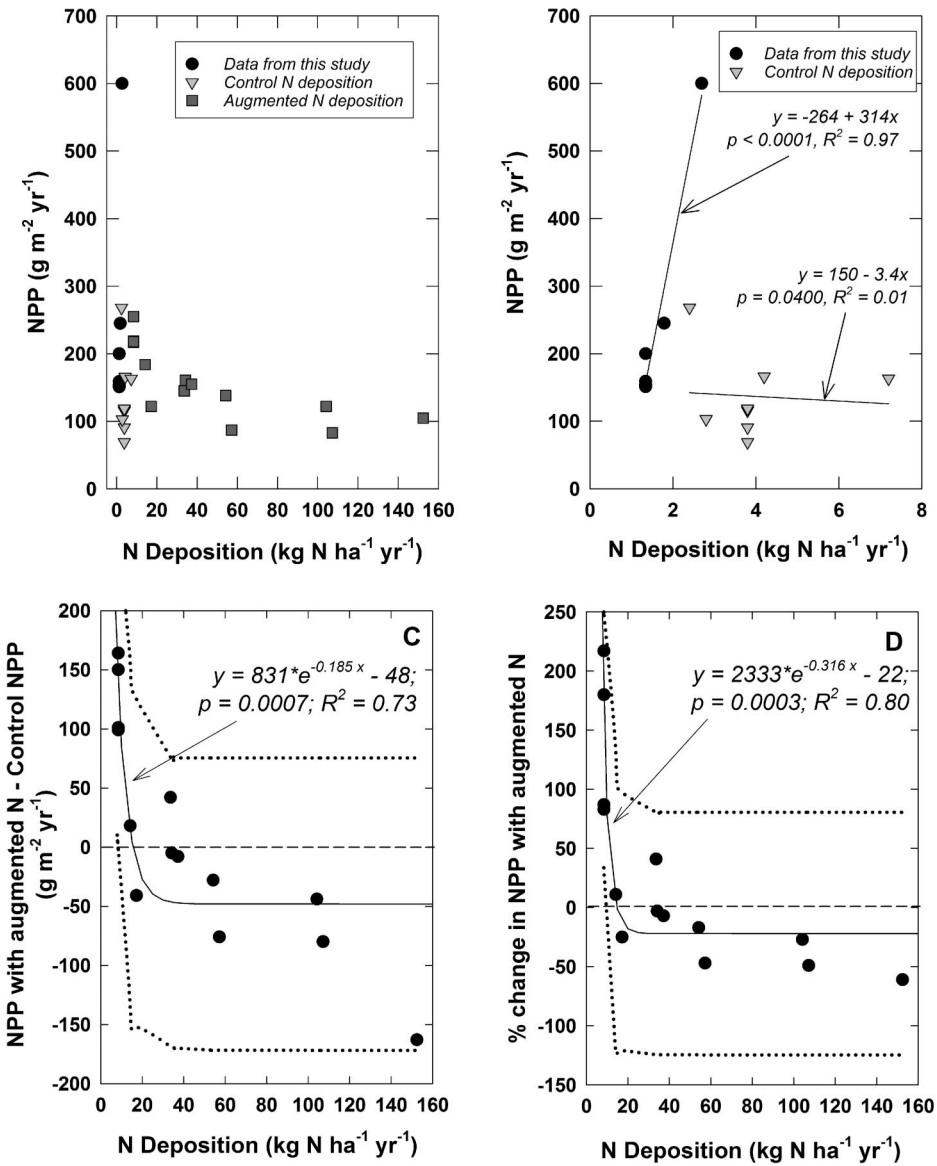 700
600
500
400
300
200
100
0
NPP (g m⁻² yr⁻¹)
Data from this study
Control N deposition
Augmented N deposition
0 20 40 60 80 100 120 140 160
N Deposition (kg N ha⁻¹ yr⁻¹)
700
600
500
400
300
200
100
0
NPP (g m⁻² yr⁻¹)
Data from this study
Control N deposition
y = -264 + 314x
p < 0.0001, R² = 0.97
y = 150 - 3.4x
p = 0.0400, R² = 0.01
0 2 4 6 8
N Deposition (kg N ha⁻¹ yr⁻¹)
200
150
100
50
0
-50
-100
-150
-200
NPP with augmented N - Control NPP
(g m⁻² yr⁻¹)
C
y = 831*e^-0.185 x - 48;
p = 0.0007; R² = 0.73
0 20 40 60 80 100 120 140 160
N Deposition (kg N ha⁻¹ yr⁻¹)
250
200
150
100
50
0
-50
-100
-150
% change in NPP with augmented N
D
y = 2333*e^-0.316 x - 22;
p = 0.0003; R² = 0.80
0 20 40 60 80 100 120 140 160
N Deposition (kg N ha⁻¹ yr⁻¹)